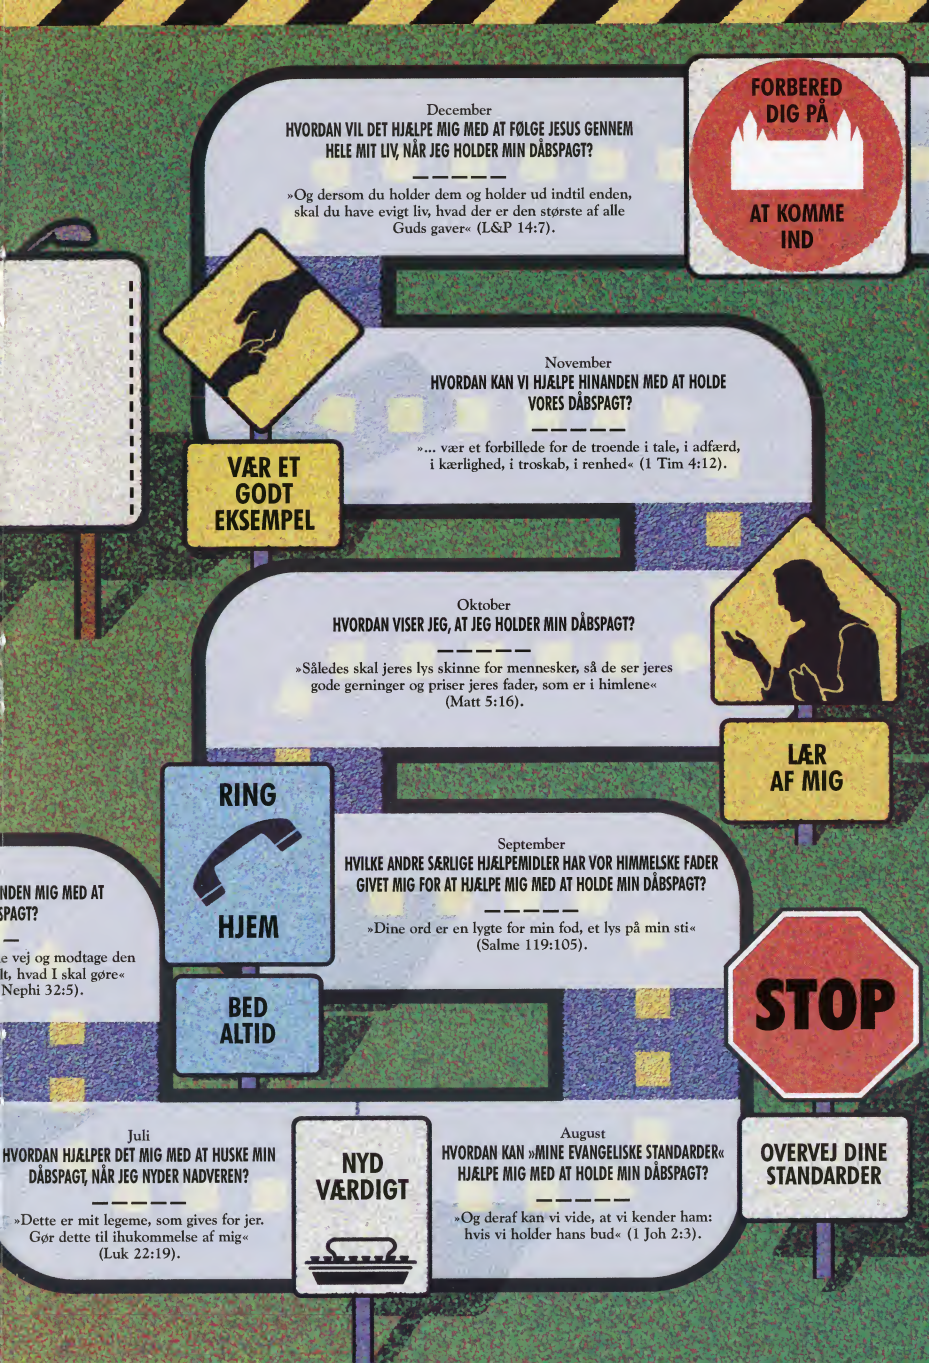 December
HVORDAN VIL DET HJÆLPE MIG MED AT FØLGE JESUS GENNEM
HELE MIT LIV, NÅR JEG HOLDER MIN DÅBSPAGT?
»Og dersom du holder dem og holder ud indtil enden,
skal du have evigt liv, hvad der er den største af alle
Guds gaver« (L&P 14:7).
FORBERED
DIG PÅ
AT KOMME
IND
November
HVORDAN KAN VI HJÆLPE HINANDEN MED AT HOLDE
VORES DÅBSPAGT?
»... vær et forbillede for de troende i tale, i adfærd,
i kærlighed, i troskab, i renhed« (1 Tim 4:12).
VÆR ET
GODT
EKSEMPEL
Oktober
HVORDAN VISER JEG, AT JEG HOLDER MIN DÅBSPAGT?
»Således skal jeres lys skinne for mennesker, så de ser jeres
gode gerninger og priser jeres fader, som er i himlene«
(Matt 5:16).
LÆR
AF MIG
RING
HJEM
BED
ALTID
September
HVILKE ANDRE SÆRLIGE HJÆLPEMIDLER HAR VOR HIMMELSKE FADER
GIVET MIG FOR AT HJÆLPE MIG MED AT HOLDE MIN DÅBSPAGT?
»Dine ord er en lygte for min fod, et lys på min sti«
(Salme 119:105).
NDEN MIG MED AT
SPAGT?
e vej og modtage den
lt, hvad I skal gøre«
Nephi 32:5).
STOP
OVERVEJ DINE
STANDARDER
Juli
HVORDAN HJÆLPER DET MIG MED AT HUSKE MIN
DÅBSPAGT, NÅR JEG NYDER NADVEREN?
»Dette er mit legeme, som gives for jer.
Gør dette til ihukommelse af mig«
(Luk 22:19).
NYD
VÆRDIGT
August
HVORDAN KAN »MINE EVANGELISKE STANDARDER«
HJÆLPE MIG MED AT HOLDE MIN DÅBSPAGT?
»Og deraf kan vi vide, at vi kender ham:
hvis vi holder hans bud« (1 Joh 2:3).